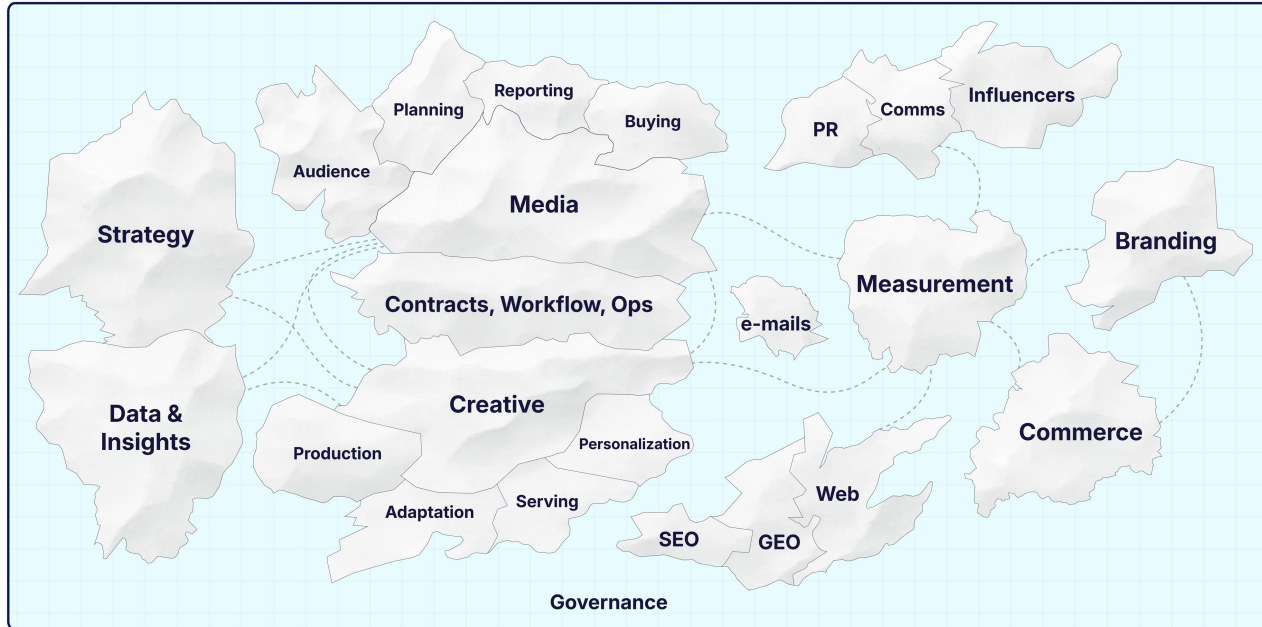 Reporting
Planning
Influencers
Comms
Buying
PR
Audience
Media
Strategy
Branding
Measurement
Contracts, Workflow, Ops
e-mails
Creative
Data &
Insights
Commerce
Personalization
Production
Web
Serving
Adaptation
SEO
GEO
Governance